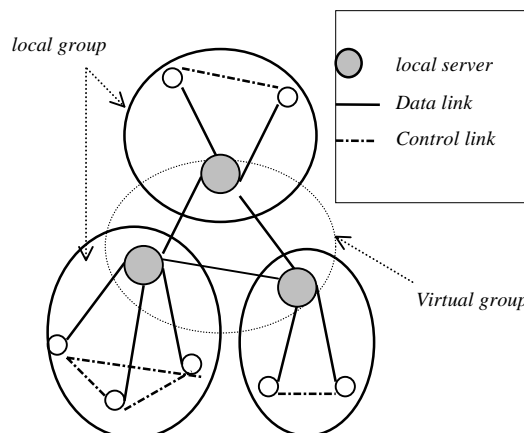 local group
local server
Data link
Control link
Virtual group